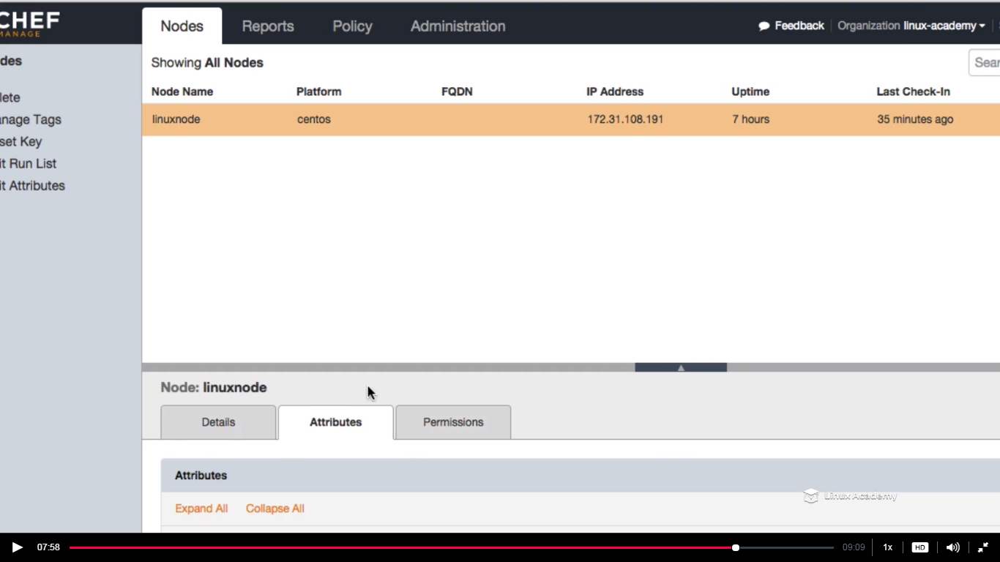 CHEF Nodes Reports Policy Administration Feedback Organization linux-academy
MANAGE
des Showing All Nodes Sear
Node Name Platform FQDN IP Address Uptime Last Check-In
lete
linuxnode centos 172.31.108.191 7 hours 35 minutes ago
anage Tags
set Key
it Run List
it Attributes
Node: linuxnode
Details Attributes Permissions
Attributes
Linux Academy
Expand All Collapse All
07:58 09:09 1x HD